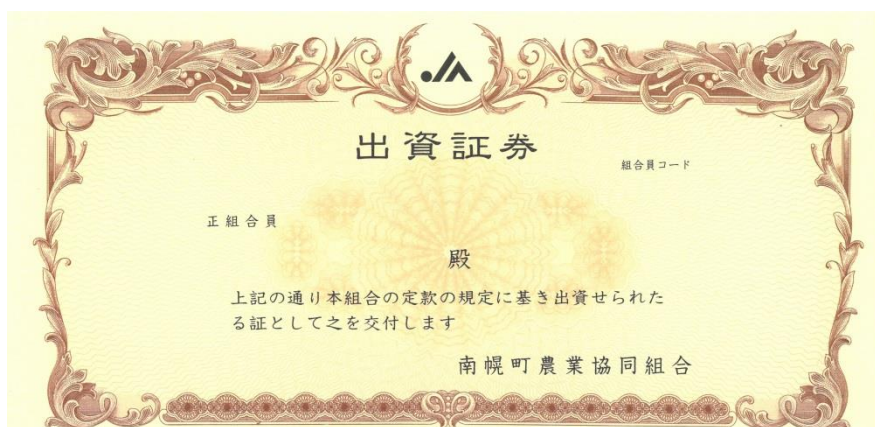 出資証券
組合員コード
正組合員
殿
上記の通り本組合の定款の規定に基き出資せられた
る証として之を交付します
南幌町農業協同組合